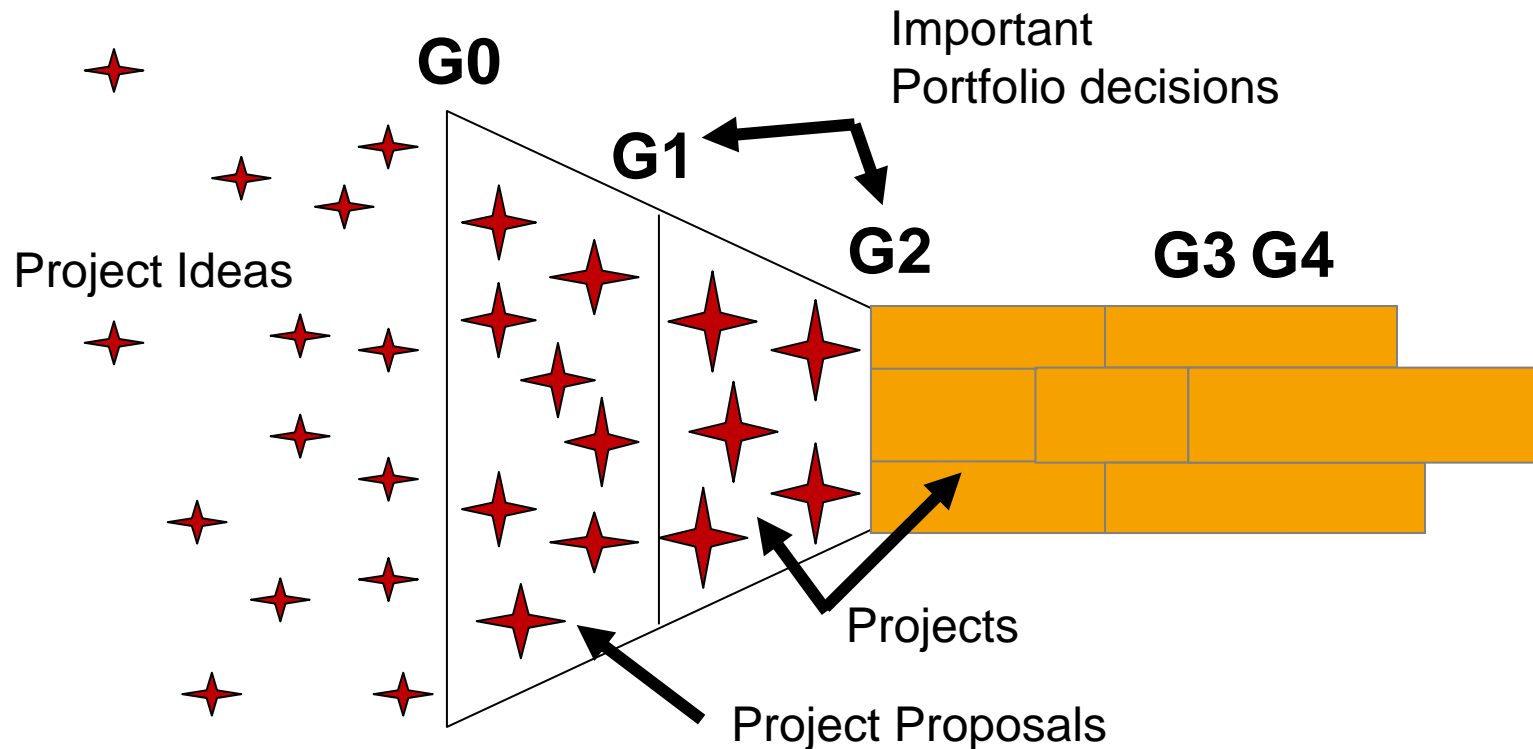 Important
Portfolio decisions
G0
G1
G2
G3 G4
Project Ideas
Projects
Project Proposals